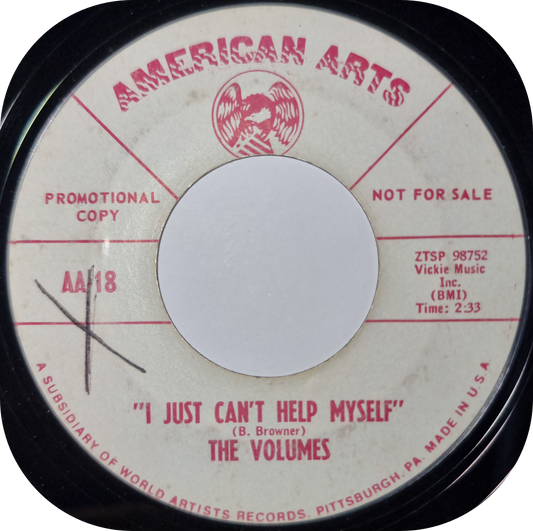 AMERICAN ARTS
PROMOTIONAL
COPY
NOT FOR SALE
AA 18
ZTSP 98752
Vickie Music
Inc.
(BMI)
Time: 2:33
"I JUST CAN'T HELP MYSELF"
(B. Browner)
THE VOLUMES
A SUBSIDIARY OF WORLD ARTISTS RECORDS. PITTSBURGH, PA. MADE IN U.S.A.